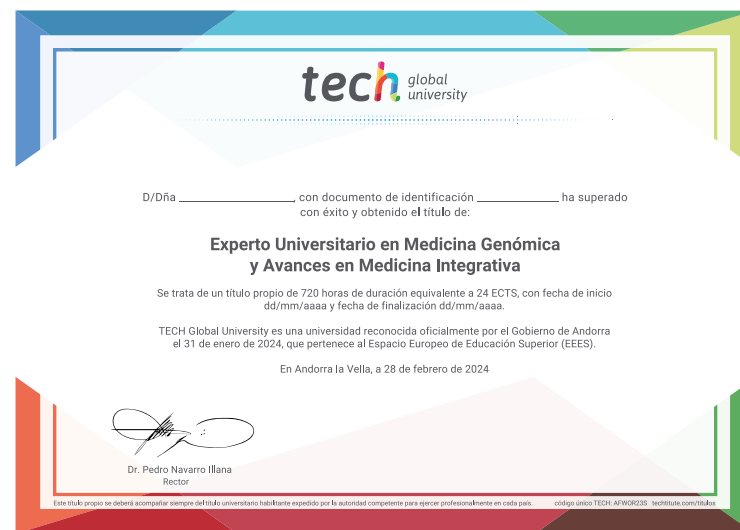 tech global university
D/Dña ______________, con documento de identificación __________ ha superado
con éxito y obtenido el título de:
Experto Universitario en Medicina Genómica
y Avances en Medicina Integrativa
Se trata de un título propio de 720 horas de duración equivalente a 24 ECTS, con fecha de inicio
dd/mm/aaaa y fecha de finalización dd/mm/aaaa.
TECH Global University es una universidad reconocida oficialmente por el Gobierno de Andorra
el 31 de enero de 2024, que pertenece al Espacio Europeo de Educación Superior (EEES).
En Andorra la Vella, a 28 de febrero de 2024
Dr. Pedro Navarro Illana
Rector
Este título propio se deberá acompañar siempre del título universitario habilitante expedido por la autoridad competente para ejercer profesionalmente en cada país. código único TECH: AFWOR23S techtitute.com/titulos